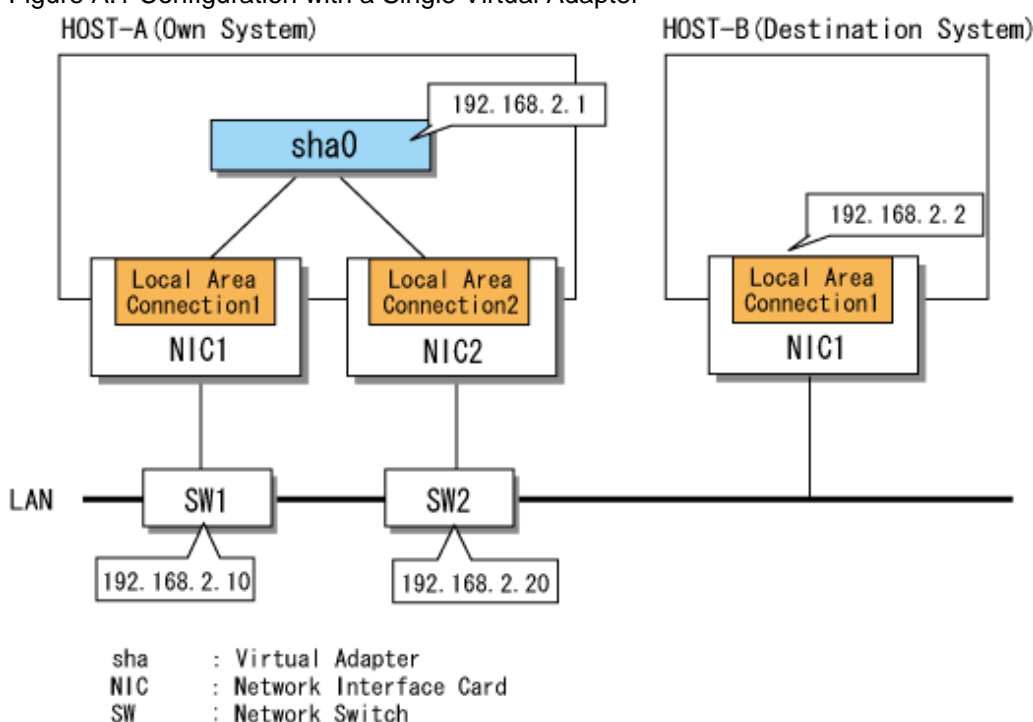 Figure A.1 Configuration with a Single Virtual Adapter
HOST-A(Own System)
HOST-B(Destination System)
192.168.2.1
sha0
192.168.2.2
Local Area
Connection1
NIC1
Local Area
Connection2
NIC2
Local Area
Connection1
NIC1
LAN
SW1
SW2
192.168.2.10
192.168.2.20
sha : Virtual Adapter
NIC : Network Interface Card
SW : Network Switch